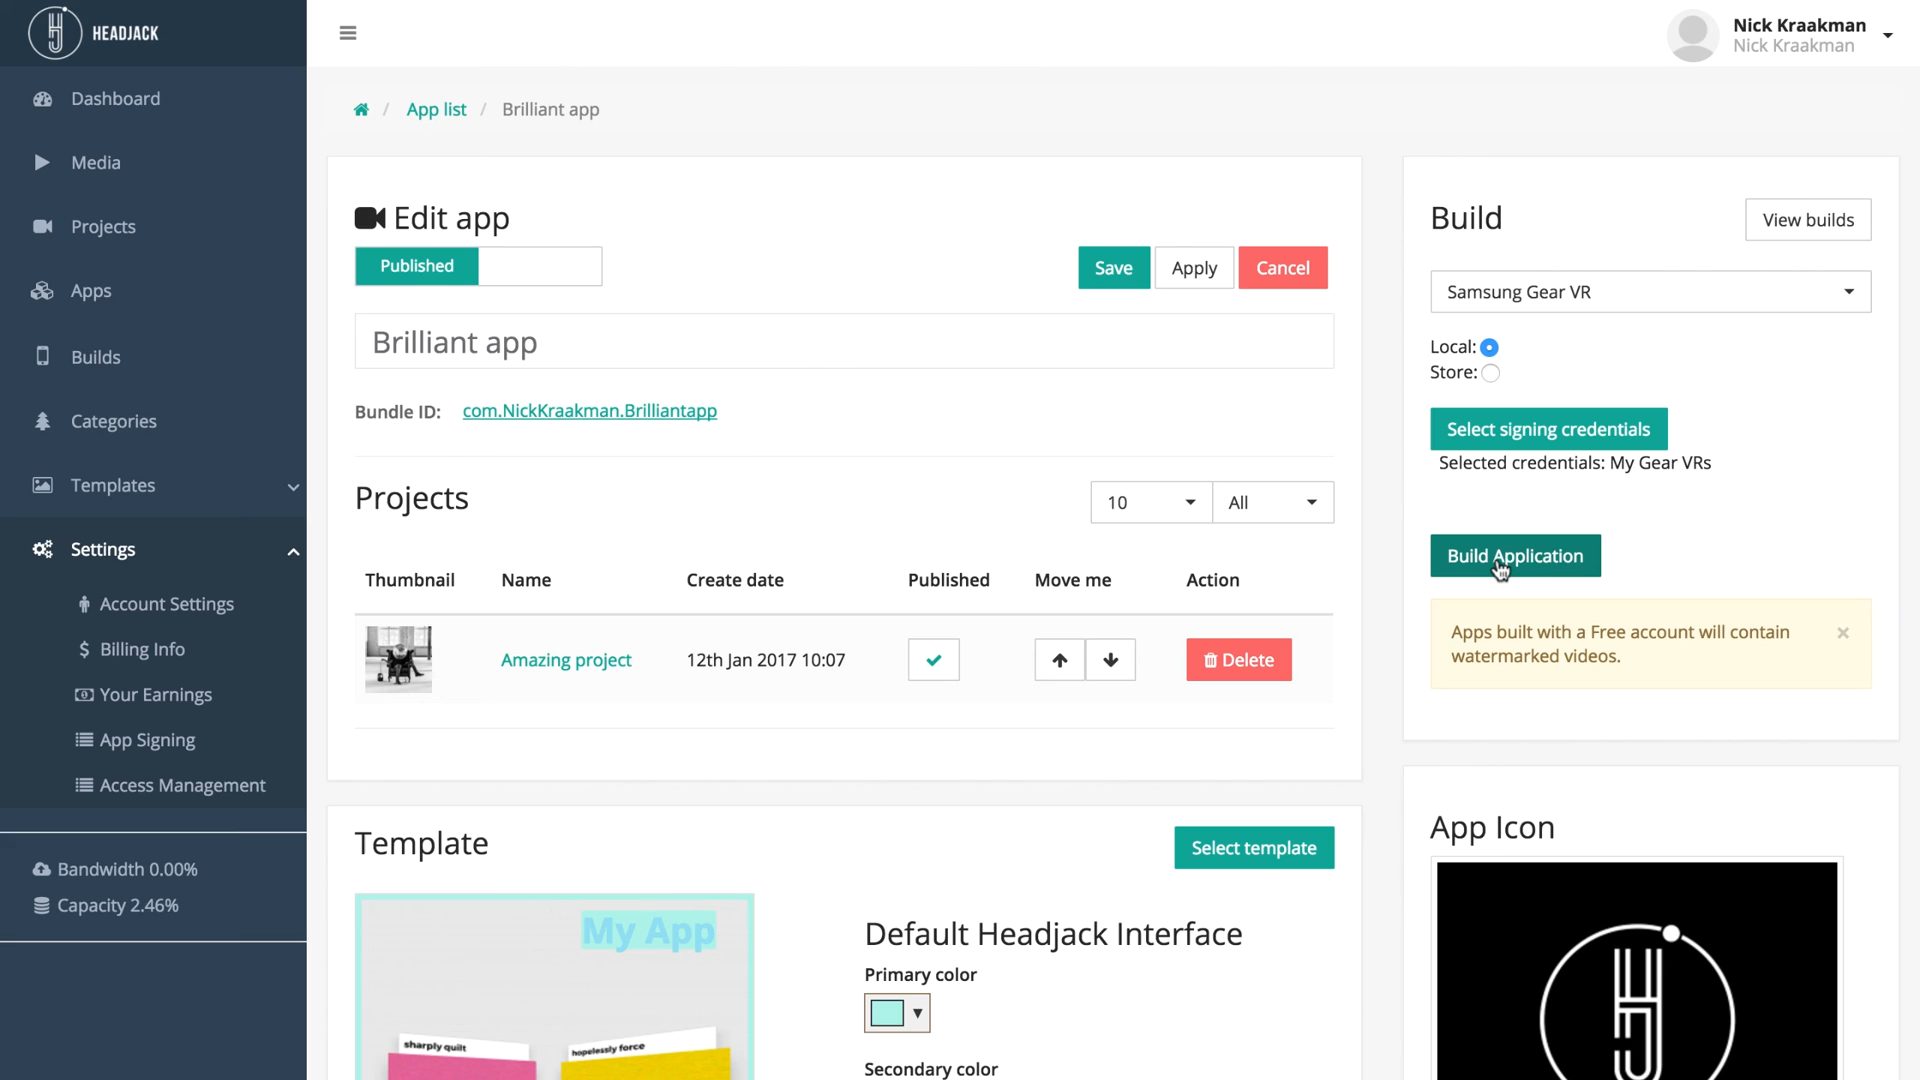 HEADJACK
Nick Kraakman
Nick Kraakman
Dashboard
Media
Projects
Apps
Builds
Categories
Templates
Settings
Account Settings
Billing Info
Your Earnings
App Signing
Access Management
Bandwidth 0.00%
Capacity 2.46%
/ App list / Brilliant app
Edit app
Published
Save Apply Cancel
Brilliant app
Bundle ID: com.NickKraakman.Brilliantapp
Projects
10 All
Thumbnail Name Create date Published Move me Action
Amazing project 12th Jan 2017 10:07 Delete
Template
Select template
My App
sharply quilt
hopelessly force
Default Headjack Interface
Primary color
Secondary color
Build
View builds
Samsung Gear VR
Local:
Store:
Select signing credentials
Selected credentials: My Gear VRs
Build Application
Apps built with a Free account will contain
watermarked videos.
App Icon